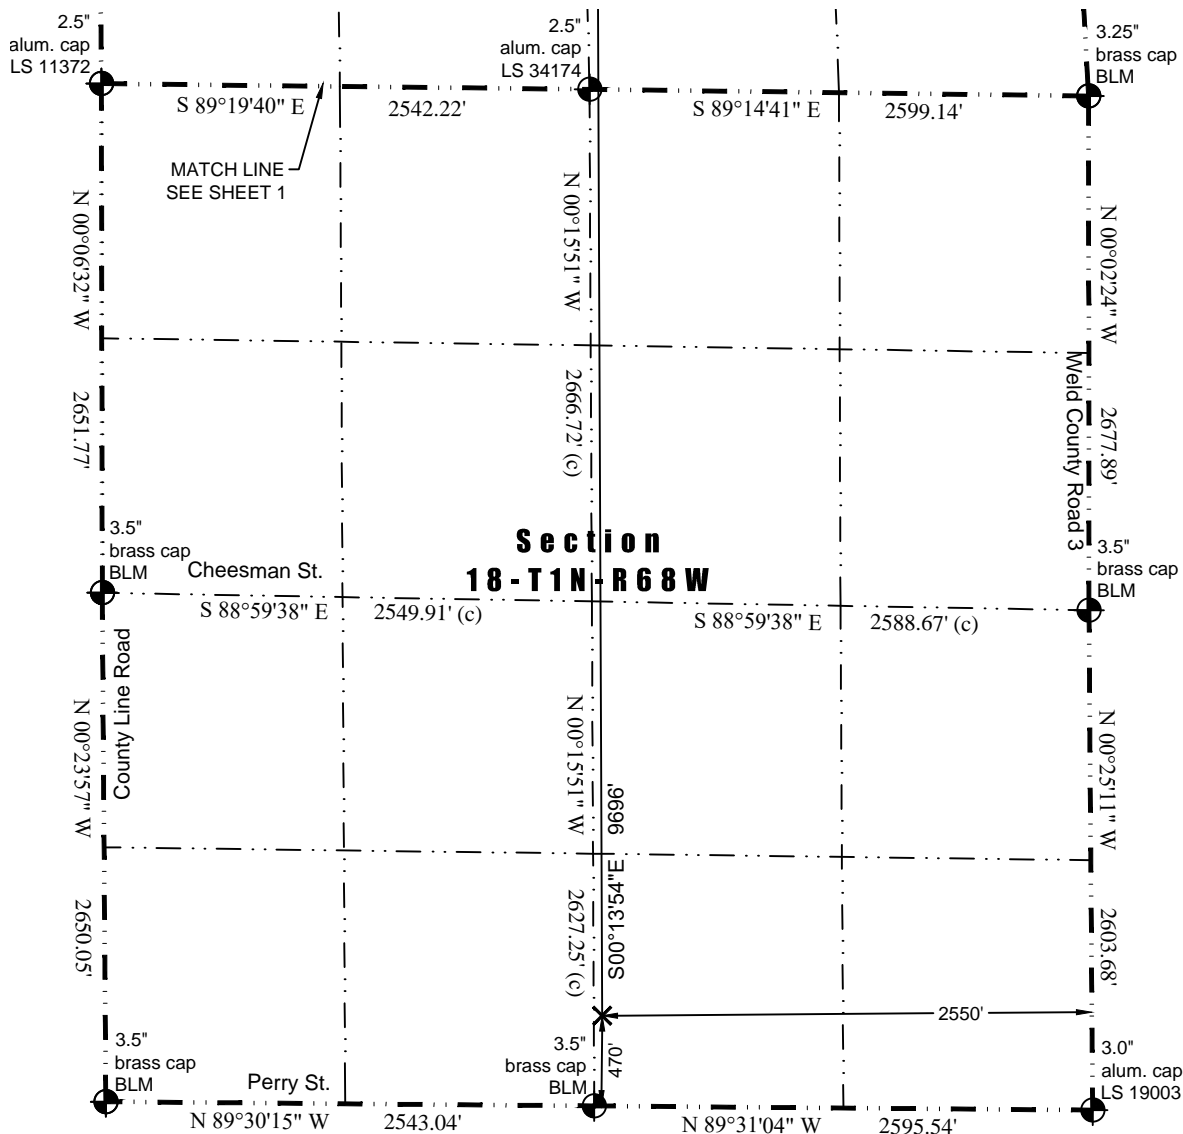 2.5"
alum. cap
LS 11372
2.5"
alum. cap
LS 34174
3.25"
brass cap
BLM
S 89°19'40" E
2542.22'
S 89°14'41" E
2599.14'
MATCH LINE
SEE SHEET 1
N 00°06'32" W
2651.77'
N 00°15'51" W
2666.72' (c)
N 00°02'24" W
2677.89'
Weld County Road 3
3.5"
brass cap
BLM
Cheesman St.
Section
18-T1N-R68W
3.5"
brass cap
BLM
S 88°59'38" E
2549.91' (c)
S 88°59'38" E
2588.67' (c)
County Line Road
N 00°23'57" W
2650.05'
N 00°15'51" W
2627.25' (c)
S00°13'54"E
9666'
N 00°25'11" W
2603.68'
2550'
470'
3.5"
brass cap
BLM
Perry St.
3.5"
brass cap
BLM
3.0"
alum. cap
LS 19003
N 89°30'15" W
2543.04'
N 89°31'04" W
2595.54'